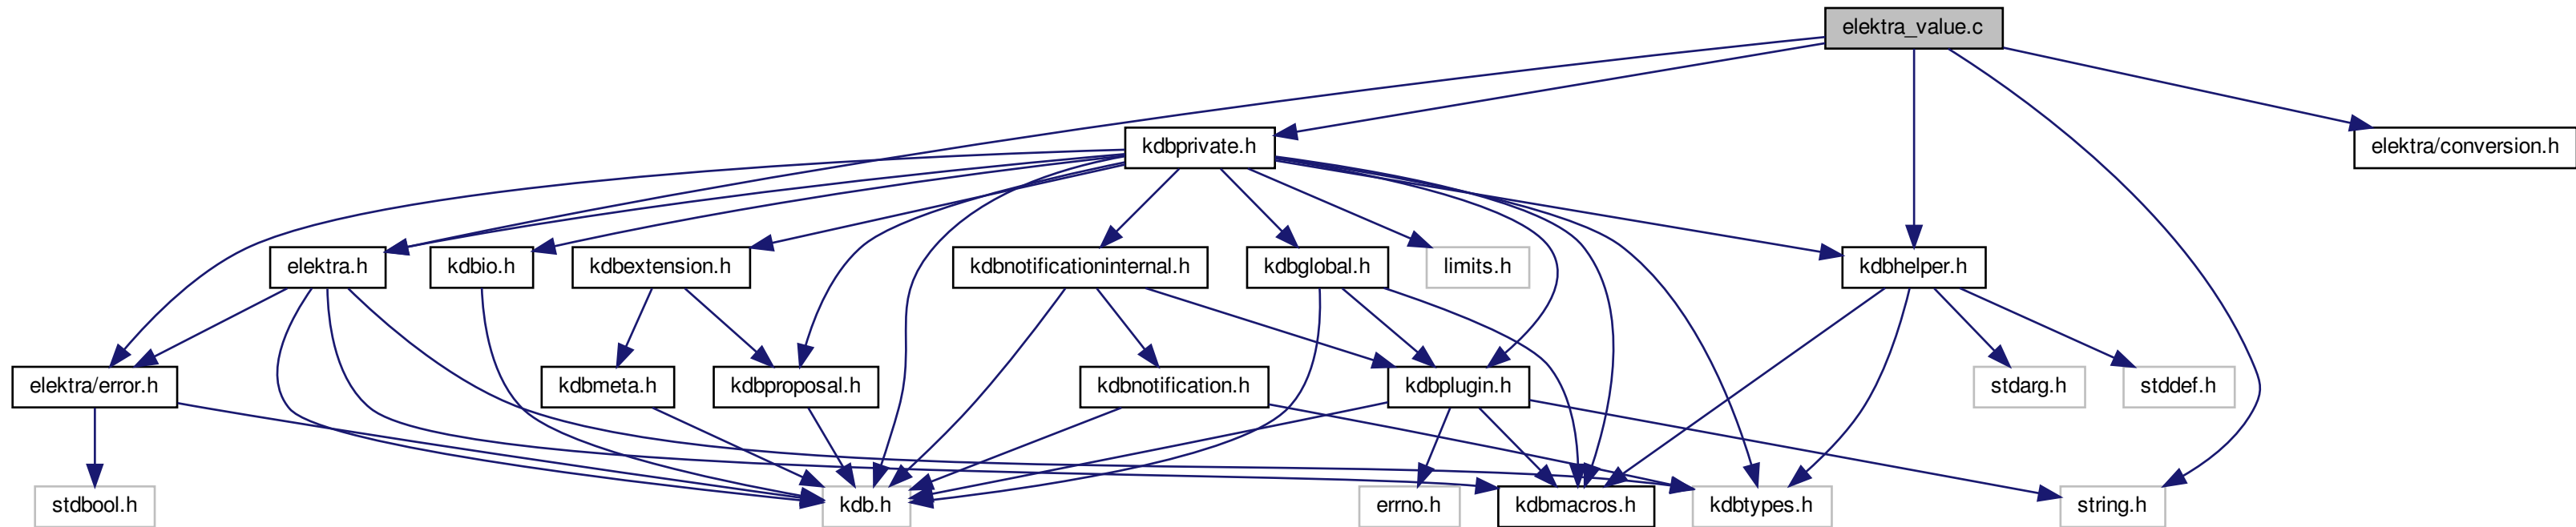 elektra_value.c
kdbprivate.h
elektra/conversion.h
elektra.h
kdbio.h
kdbextension.h
kdbnotificationinternal.h
kdbglobal.h
limits.h
kdbhelper.h
elektra/error.h
kdbmeta.h
kdbproposal.h
kdbnotification.h
kdbplugin.h
stdarg.h
stddef.h
stdbool.h
kdb.h
errno.h
kdbmacros.h
kdbtypes.h
string.h